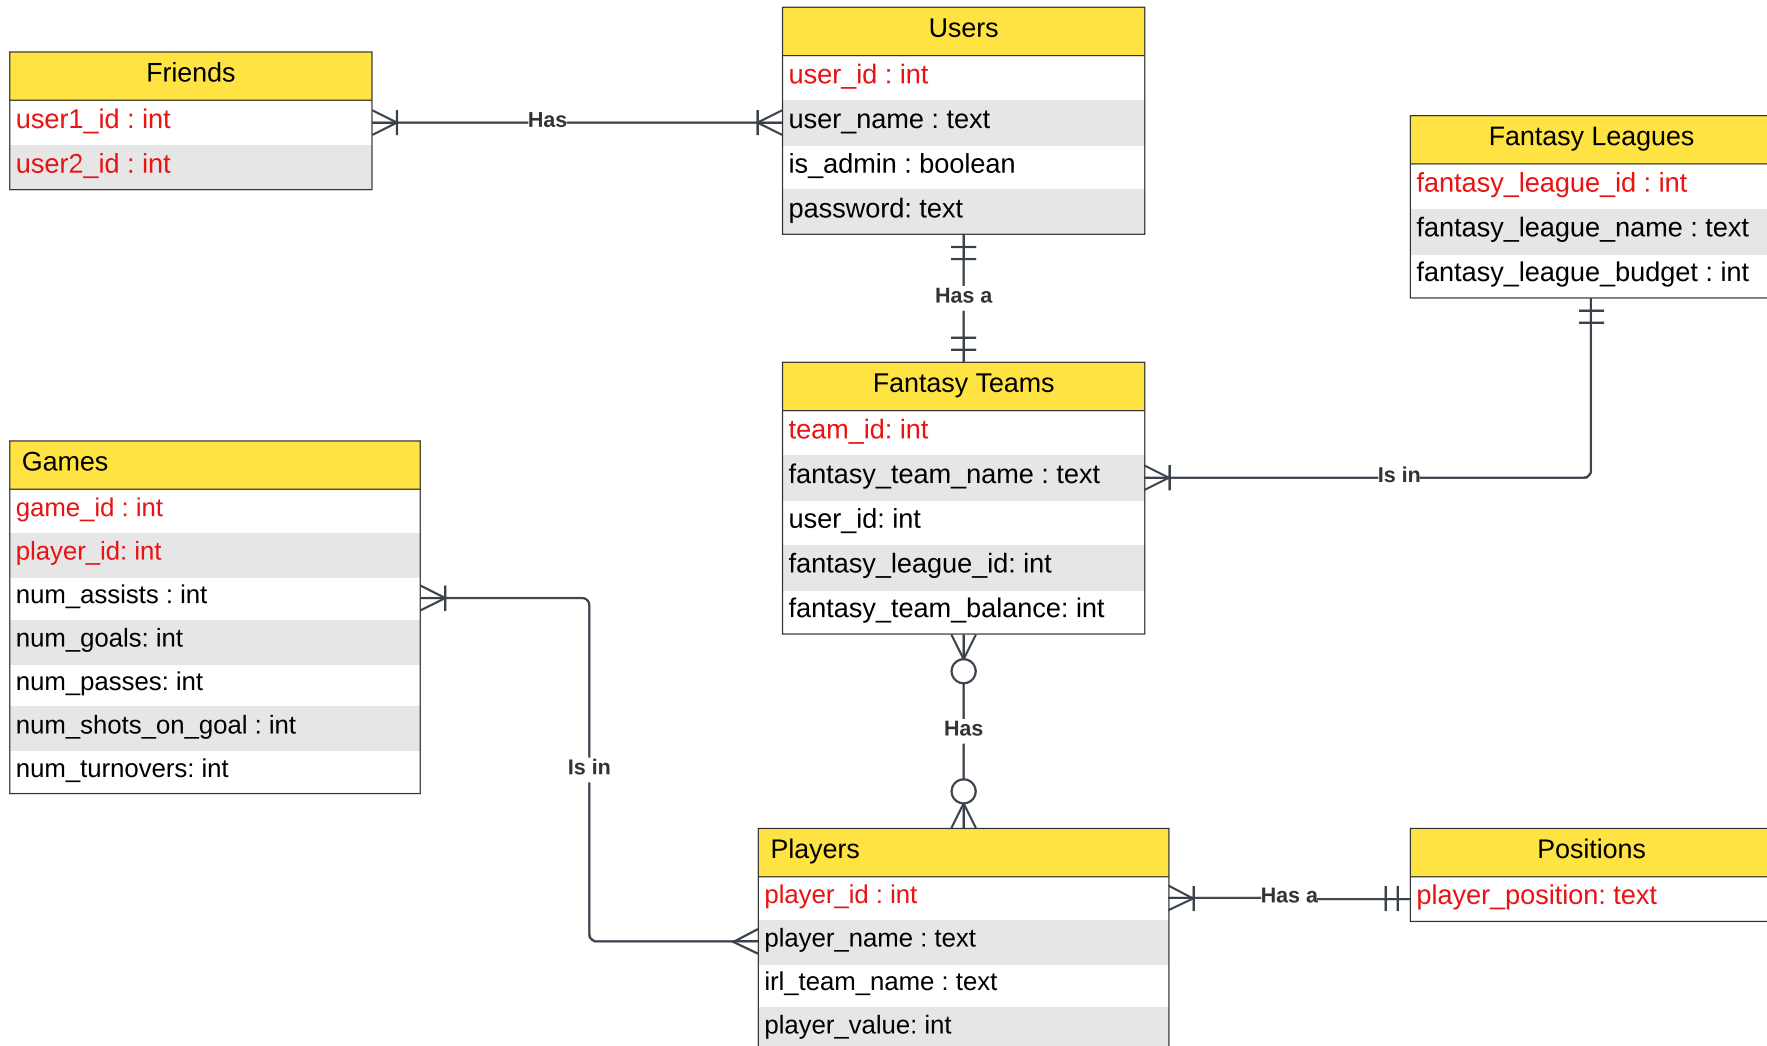 Friends
user1_id : int
user2_id : int
Has
Users
user_id : int
user_name : text
is_admin : boolean
password: text
Has a
Fantasy Leagues
fantasy_league_id : int
fantasy_league_name : text
fantasy_league_budget : int
Is in
Fantasy Teams
team_id: int
fantasy_team_name : text
user_id: int
fantasy_league_id: int
fantasy_team_balance: int
Games
game_id : int
player_id: int
num_assists : int
num_goals: int
num_passes: int
num_shots_on_goal : int
num_turnovers: int
Is in
Has
Players
player_id : int
player_name : text
irl_team_name : text
player_value: int
Has a
Positions
player_position: text